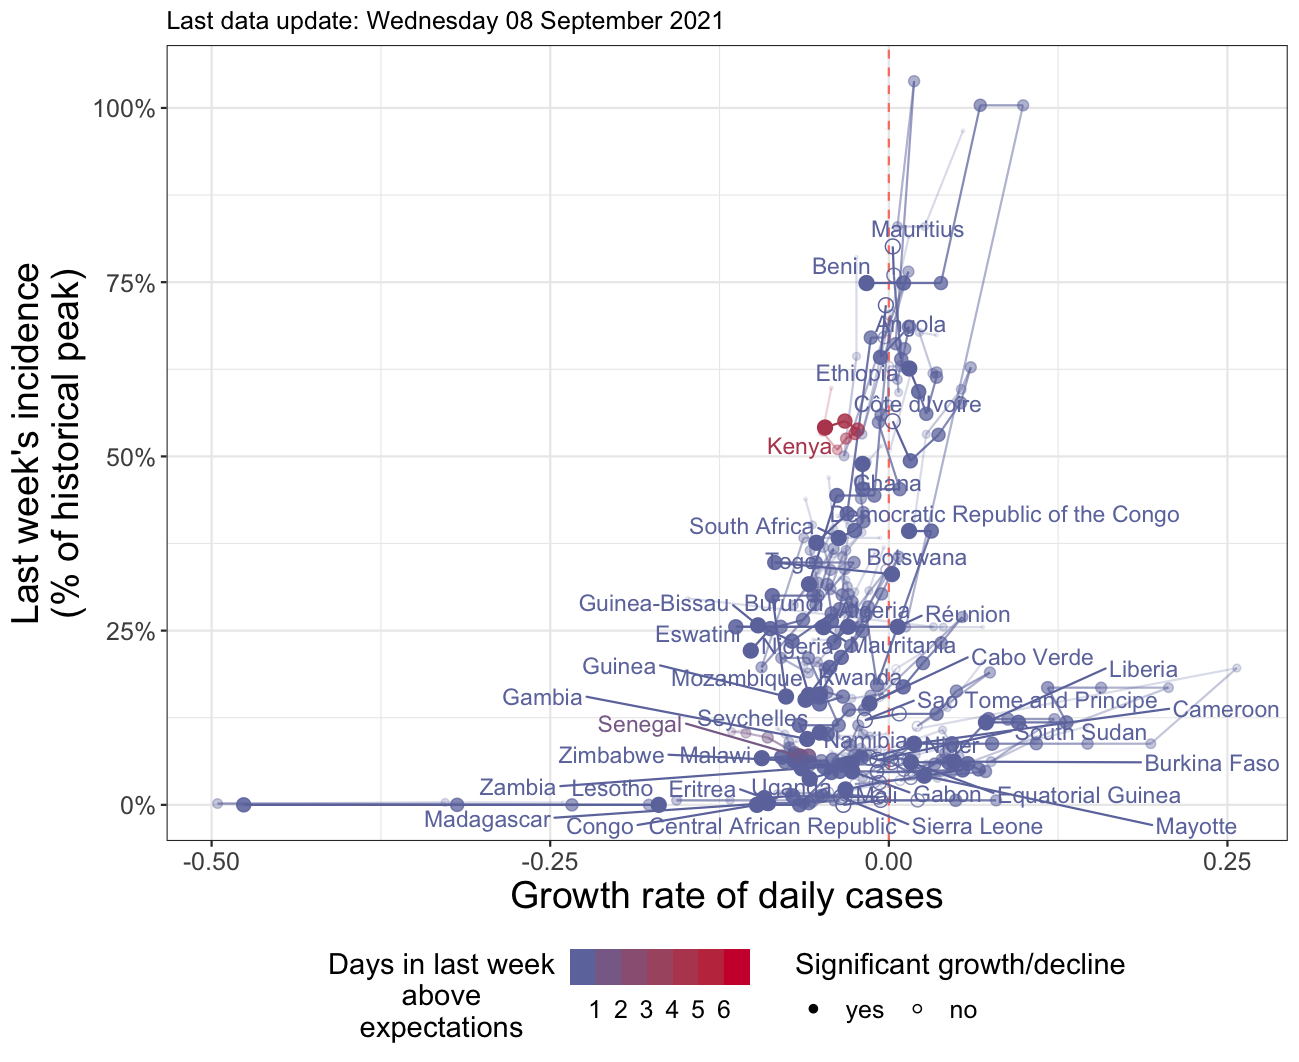 Last data update: Wednesday 08 September 2021
Last week's incidence
(% of historical peak)
100%
75%
50%
25%
0%
Mauritius
Benin
Angola
Ethiopia
Côte d'Ivoire
Kenya
Ghana
Democratic Republic of the Congo
South Africa
Togo
Botswana
Guinea-Bissau
Burundi
Algeria
Réunion
Eswatini
Nigeria
Mauritania
Cabo Verde
Guinea
Mozambique
Rwanda
Liberia
Gambia
Sao Tome and Principe
Cameroon
Senegal
Seychelles
South Sudan
Namibia
Niger
Zimbabwe
Malawi
Burkina Faso
Zambia
Lesotho
Eritrea
Uganda
Mali
Gabon
Equatorial Guinea
Madagascar
Congo
Central African Republic
Sierra Leone
Mayotte
-0.50
-0.25
0.00
0.25
Growth rate of daily cases
Days in last week
above
expectations
1 2 3 4 5 6
Significant growth/decline
yes
no